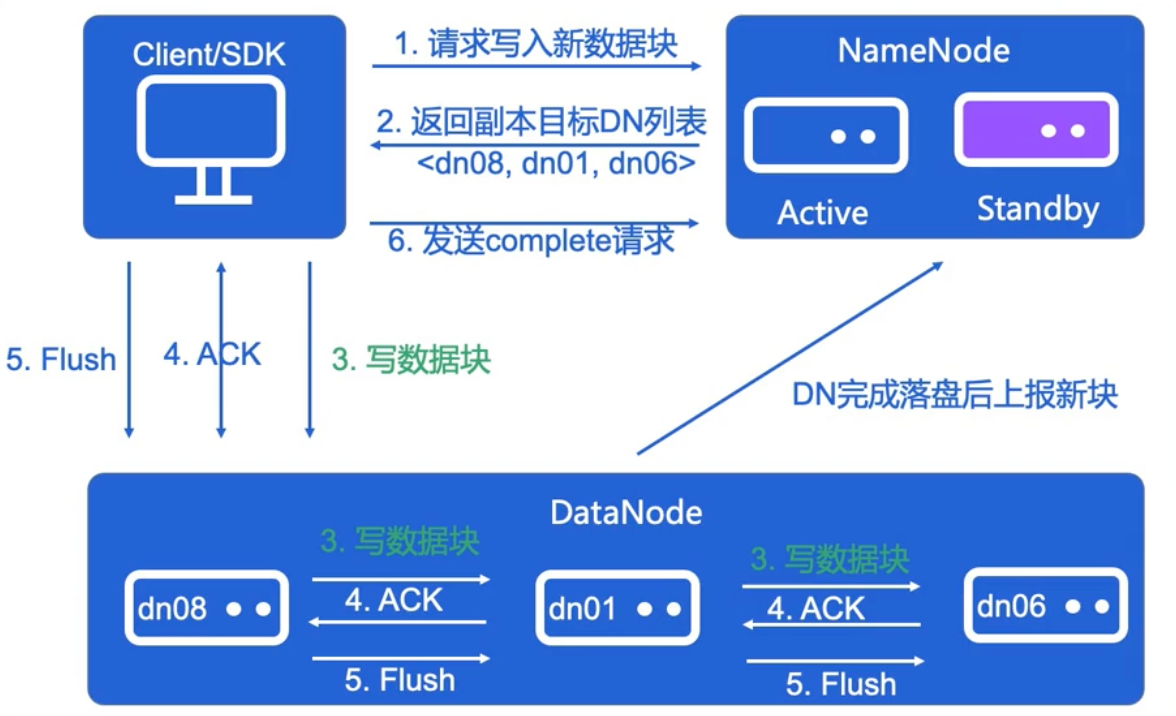 Client/SDK
1. 请求写入新数据块
NameNode
2. 返回副本目标DN列表
<dn08, dn01, dn06>
Active
Standby
6. 发送complete请求
5. Flush
4. ACK
3. 写数据块
DN完成落盘后上报新块
DataNode
3. 写数据块
3. 写数据块
dn08
4. ACK
dn01
4. ACK
dn06
5. Flush
5. Flush